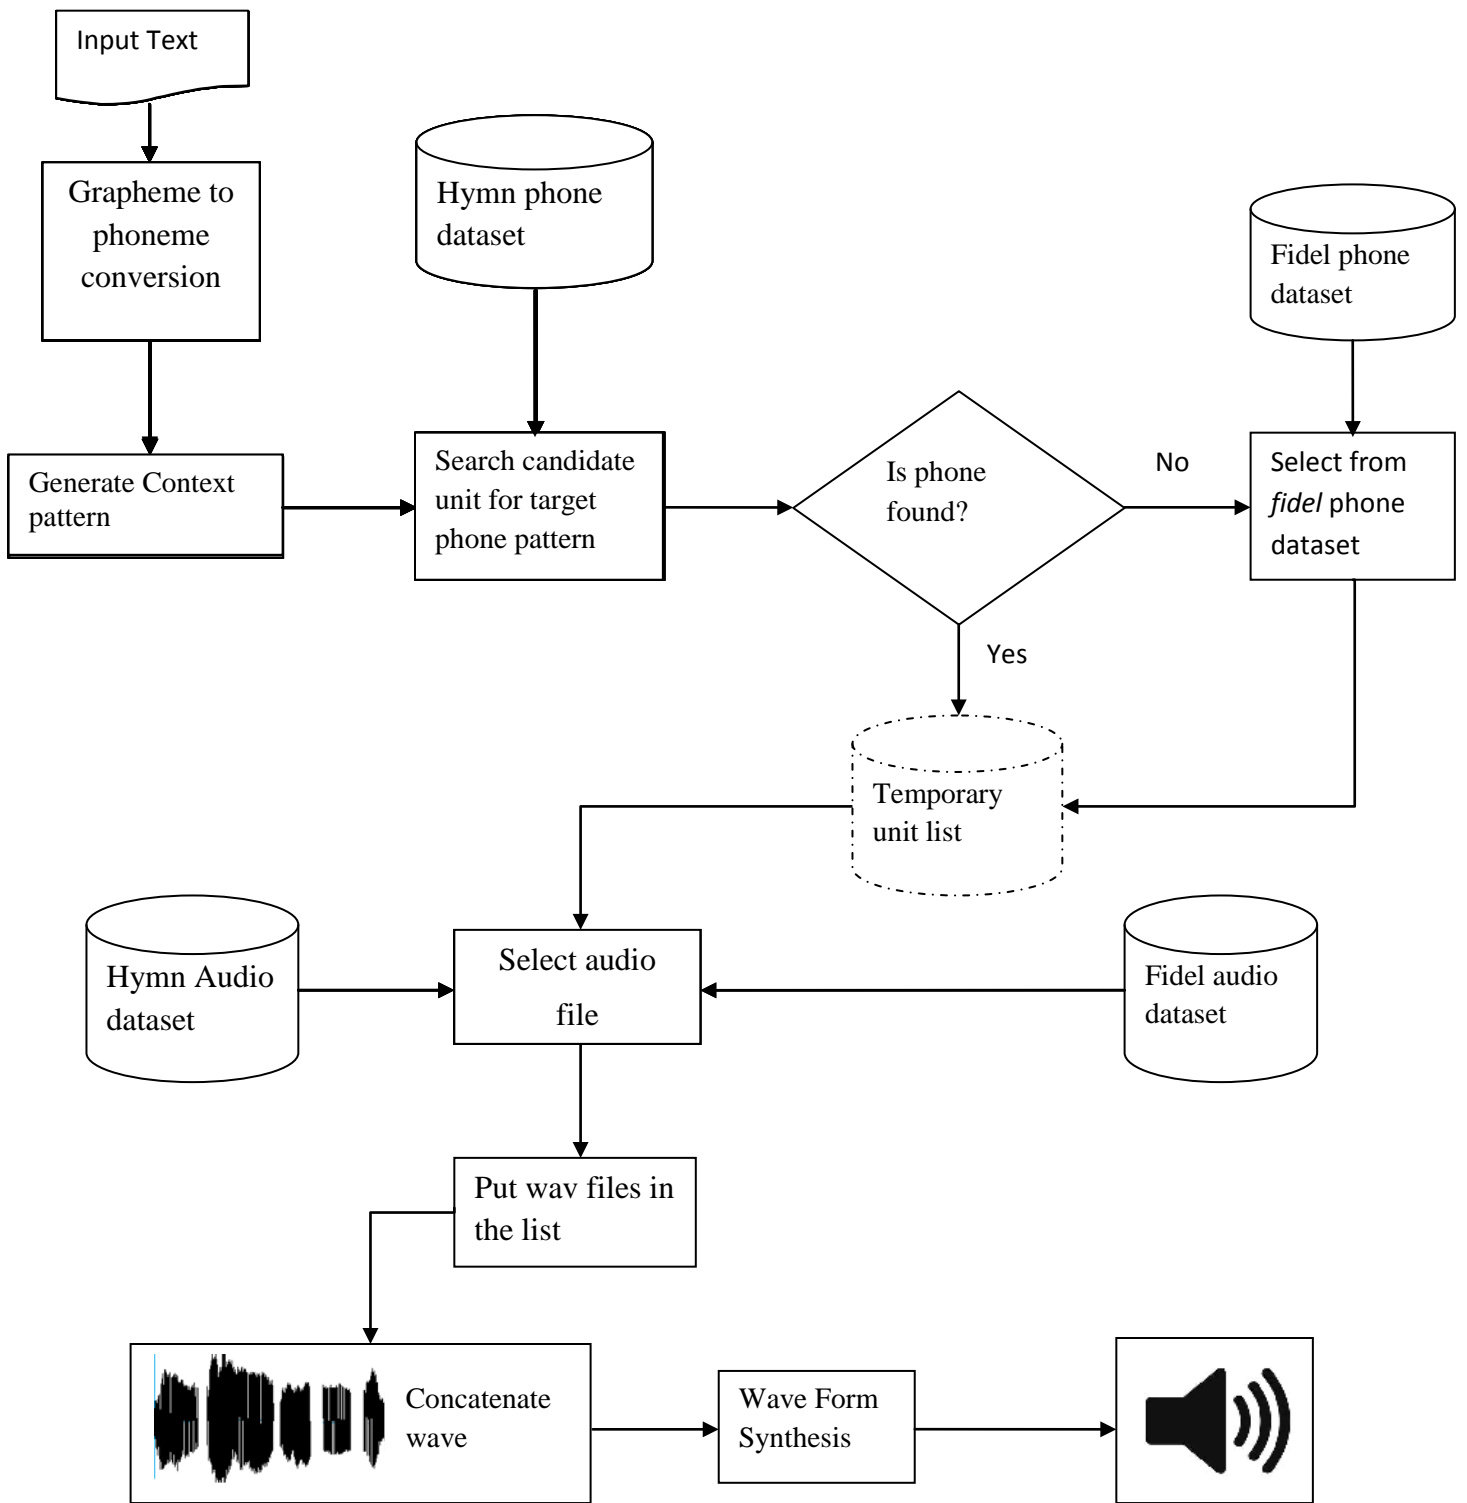 Input Text
Grapheme to
phoneme
conversion
Hymn phone
dataset
Fidel phone
dataset
Generate Context
pattern
Search candidate
unit for target
phone pattern
Is phone
found?
No
Select from
fidel phone
dataset
Yes
Temporary
unit list
Hymn Audio
dataset
Select audio
file
Fidel audio
dataset
Put wav files in
the list
Concatenate
wave
Wave Form
Synthesis